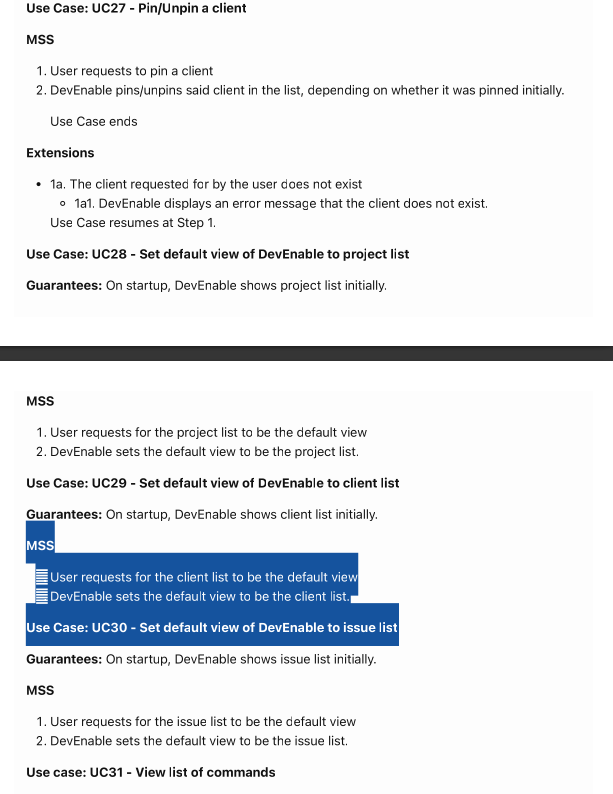 Use Case: UC27 - Pin/Unpin a client
MSS
1. User requests to pin a client
2. DevEnable pins/unpins said client in the list, depending on whether it was pinned initially.
Use Case ends
Extensions
• 1a. The client requested for by the user does not exist
◦ 1a1. DevEnable displays an error message that the client does not exist.
Use Case resumes at Step 1.
Use Case: UC28 - Set default view of DevEnable to project list
Guarantees: On startup, DevEnable shows project list initially.
MSS
1. User requests for the project list to be the default view
2. DevEnable sets the default view to be the project list.
Use Case: UC29 - Set default view of DevEnable to client list
Guarantees: On startup, DevEnable shows client list initially.
MSS
User requests for the client list to be the default view
DevEnable sets the default view to be the client list.
Use Case: UC30 - Set default view of DevEnable to issue list
Guarantees: On startup, DevEnable shows issue list initially.
MSS
1. User requests for the issue list to be the default view
2. DevEnable sets the default view to be the issue list.
Use case: UC31 - View list of commands